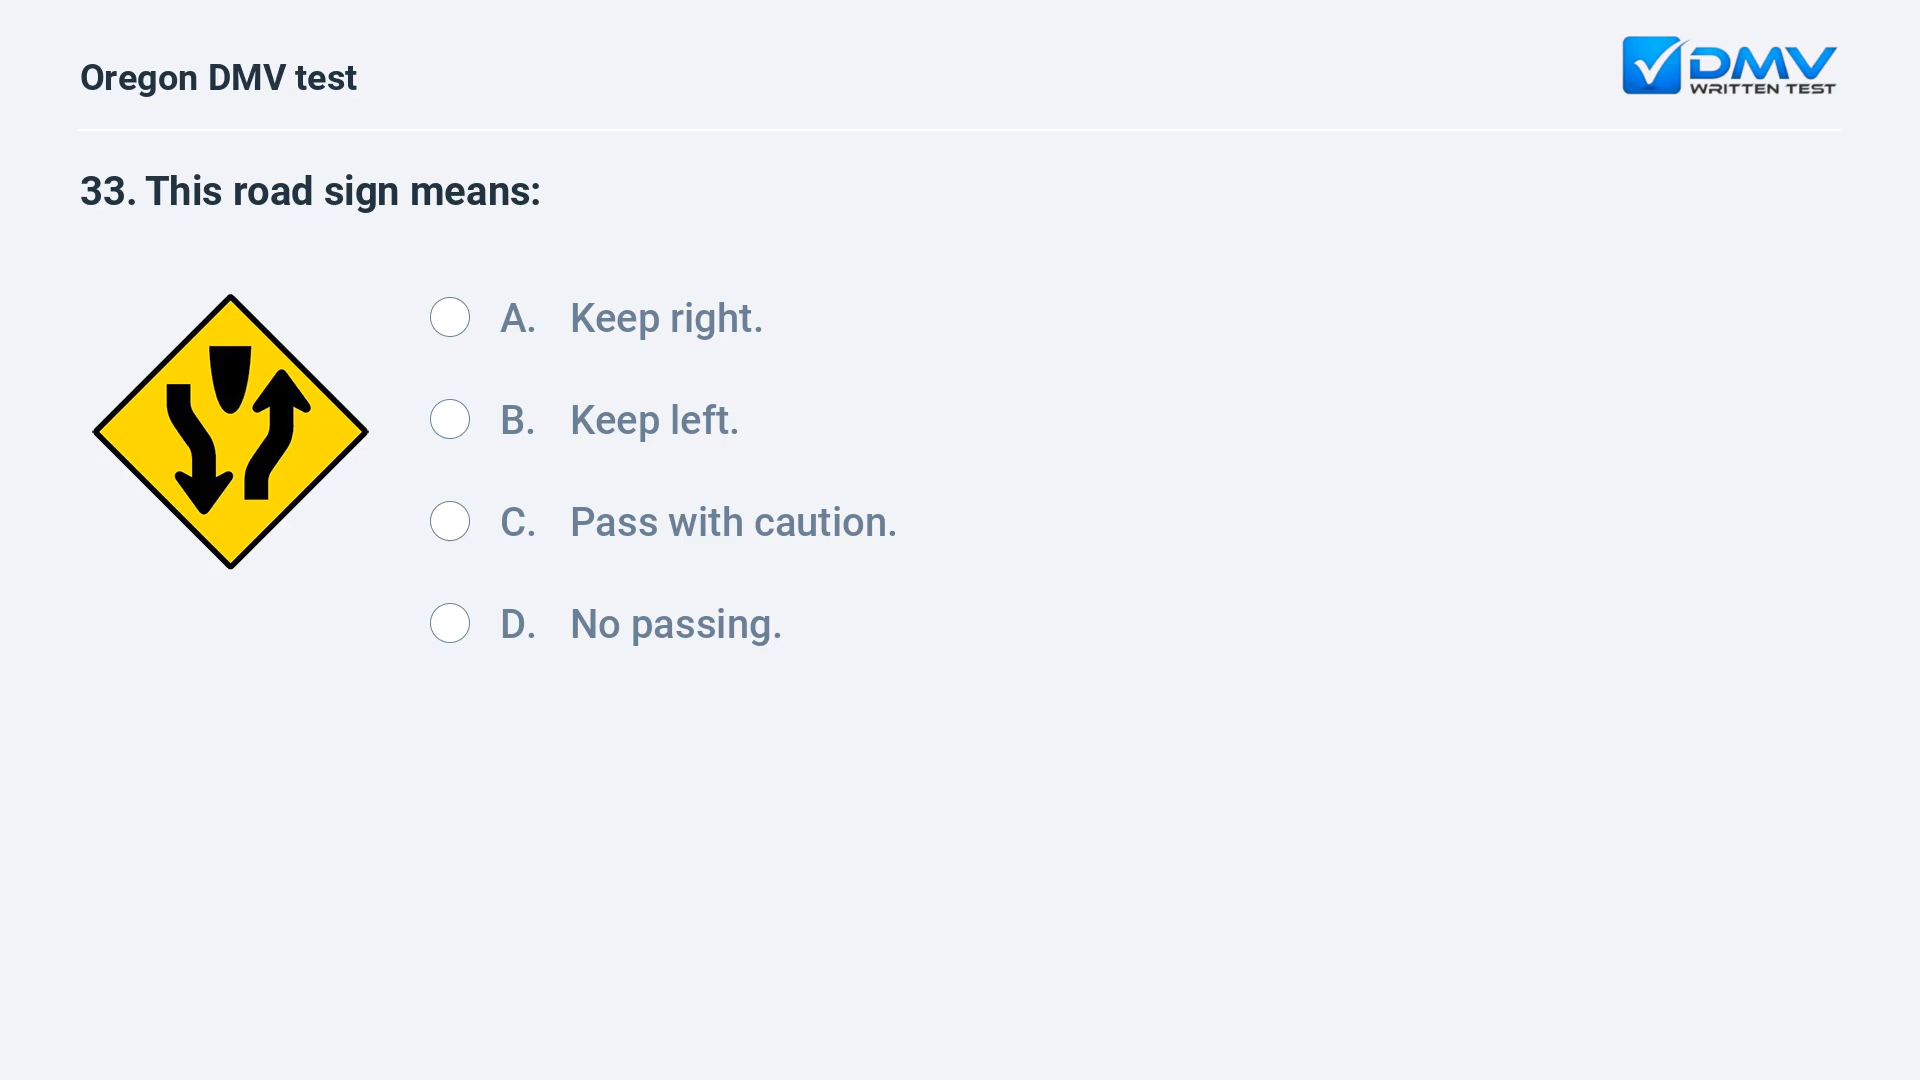 Oregon DMV test
DMV
WRITTEN TEST
33. This road sign means:
A. Keep right.
B. Keep left.
C. Pass with caution.
D. No passing.